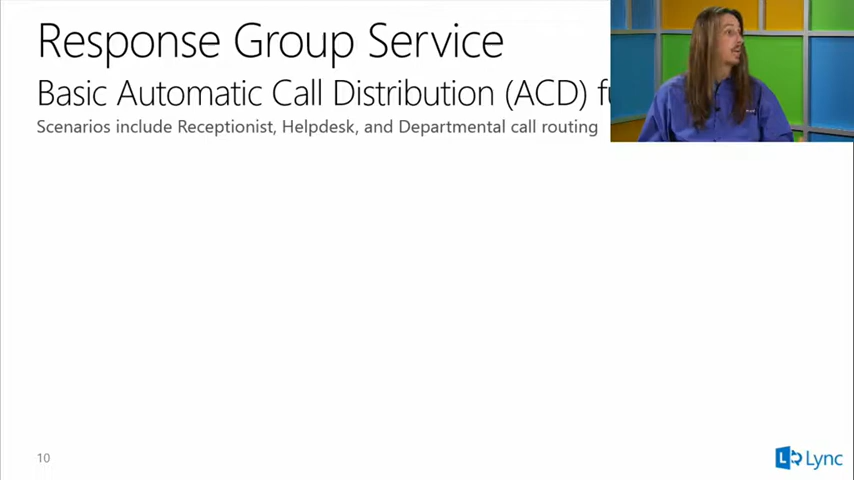 Response Group Service
Basic Automatic Call Distribution (ACD)
Scenarios include Receptionist, Helpdesk, and Departmental call routing
10
Lync